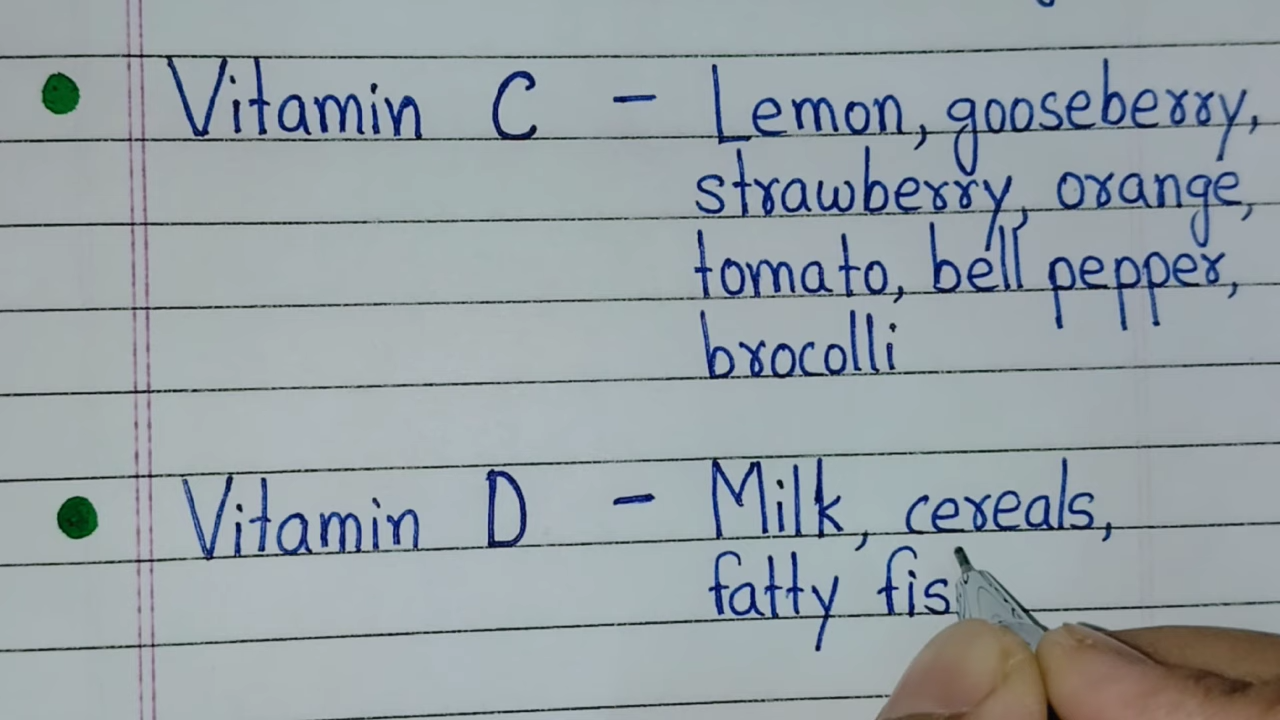 Vitamin C - Lemon, gooseberry,
strawberry, orange,
tomato, bell pepper,
brocolli
Vitamin D - Milk, cereals,
fatty fis